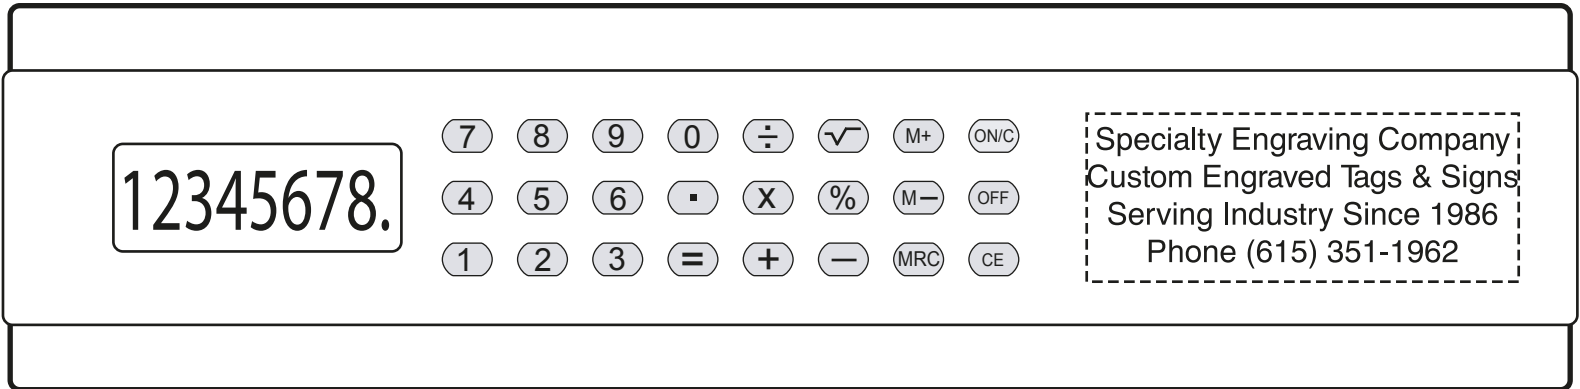 12345678.
7 8 9 0 ÷ √ M+ ON/C
4 5 6 . X % M− OFF
1 2 3 = + − MRC CE
Specialty Engraving Company
Custom Engraved Tags & Signs
Serving Industry Since 1986
Phone (615) 351-1962